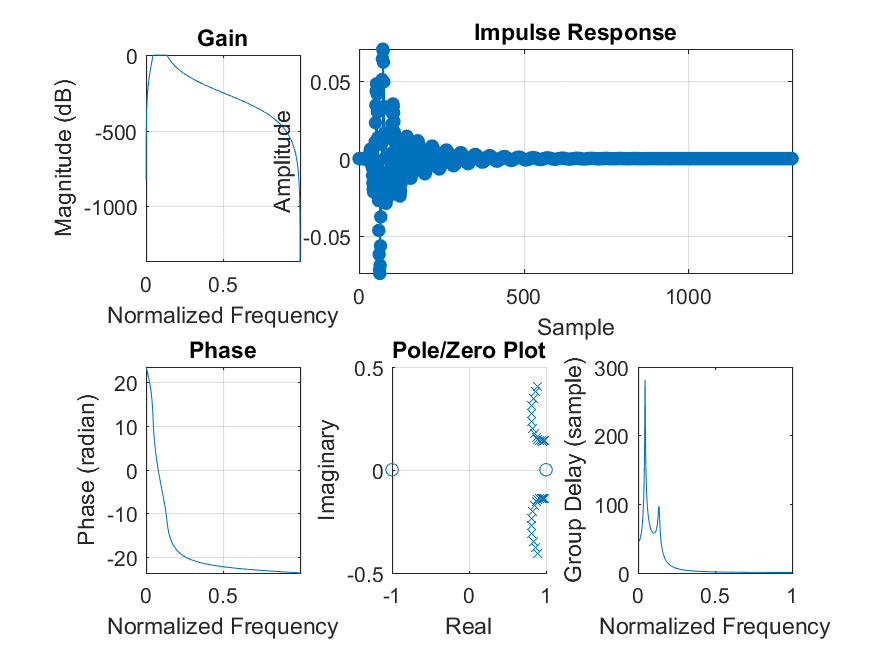 Gain
Magnitude (dB)
0
-500
-1000
0
0.5
Normalized Frequency
Impulse Response
Amplitude
0.05
0
-0.05
0
500
1000
Sample
Phase
Phase (radian)
20
10
0
-10
-20
0
0.5
Normalized Frequency
Pole/Zero Plot
Imaginary
0.5
0
-0.5
-1
0
1
Real
Group Delay (sample)
300
200
100
0
0
0.5
1
Normalized Frequency